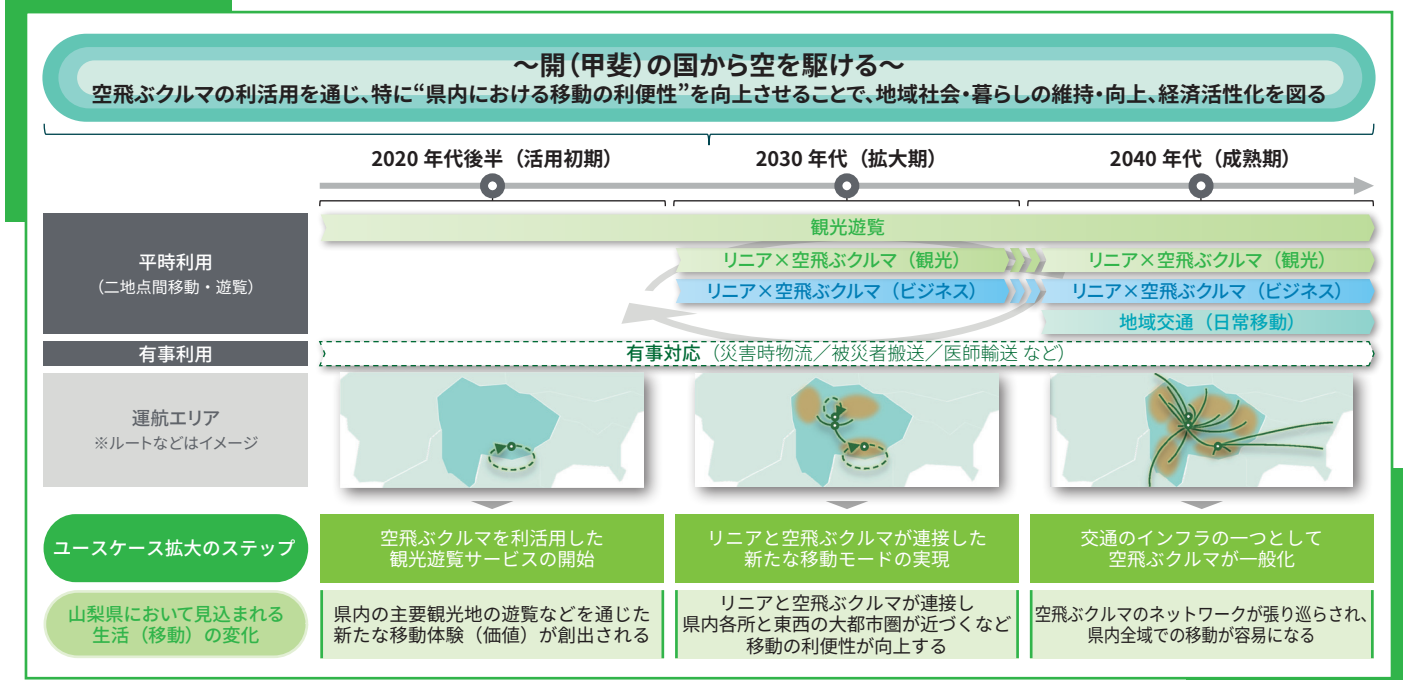 ～開（甲斐）の国から空を駆ける～
空飛ぶクルマの利活用を通じ、特に“県内における移動の利便性”を向上させることで、地域社会・暮らしの維持・向上、経済活性化を図る
2020 年代後半（活用初期）
2030 年代（拡大期）
2040 年代（成熟期）
平時利用
（二地点間移動・遊覧）
観光遊覧
リニア×空飛ぶクルマ（観光）
リニア×空飛ぶクルマ（観光）
リニア×空飛ぶクルマ（ビジネス）
リニア×空飛ぶクルマ（ビジネス）
地域交通（日常移動）
有事利用
有事対応（災害時物流／被災者搬送／医師輸送 など）
運航エリア
※ルートなどはイメージ
ユースケース拡大のステップ
空飛ぶクルマを利活用した
観光遊覧サービスの開始
リニアと空飛ぶクルマが連接した
新たな移動モードの実現
交通のインフラの一つとして
空飛ぶクルマが一般化
山梨県において見込まれる
生活（移動）の変化
県内の主要観光地の遊覧などを通じた
新たな移動体験（価値）が創出される
リニアと空飛ぶクルマが連接し
県内各所と東西の大都市圏が近づくなど
移動の利便性が向上する
空飛ぶクルマのネットワークが張り巡らされ、
県内全域での移動が容易になる